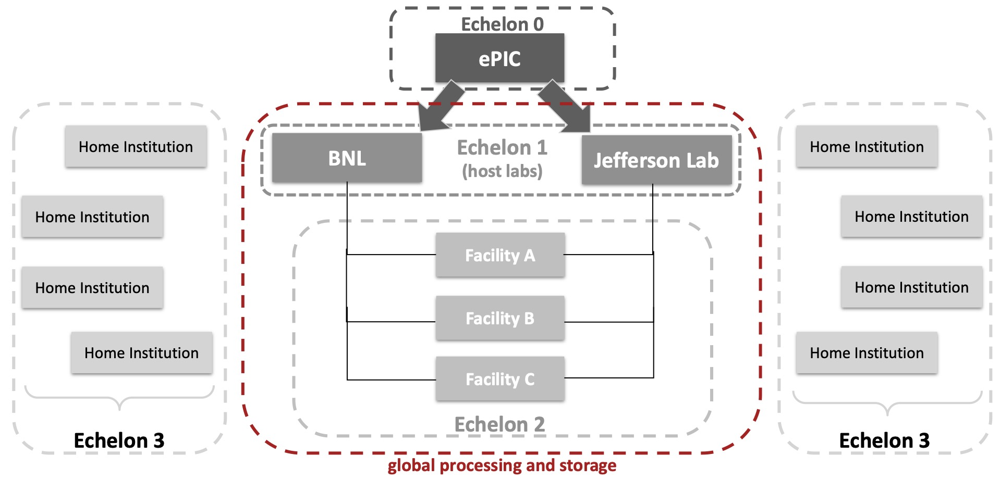 Echelon 0
ePIC
BNL
Echelon 1
(host labs)
Jefferson Lab
Home Institution
Home Institution
Home Institution
Home Institution
Echelon 3
Facility A
Facility B
Facility C
Echelon 2
global processing and storage
Home Institution
Home Institution
Home Institution
Home Institution
Echelon 3